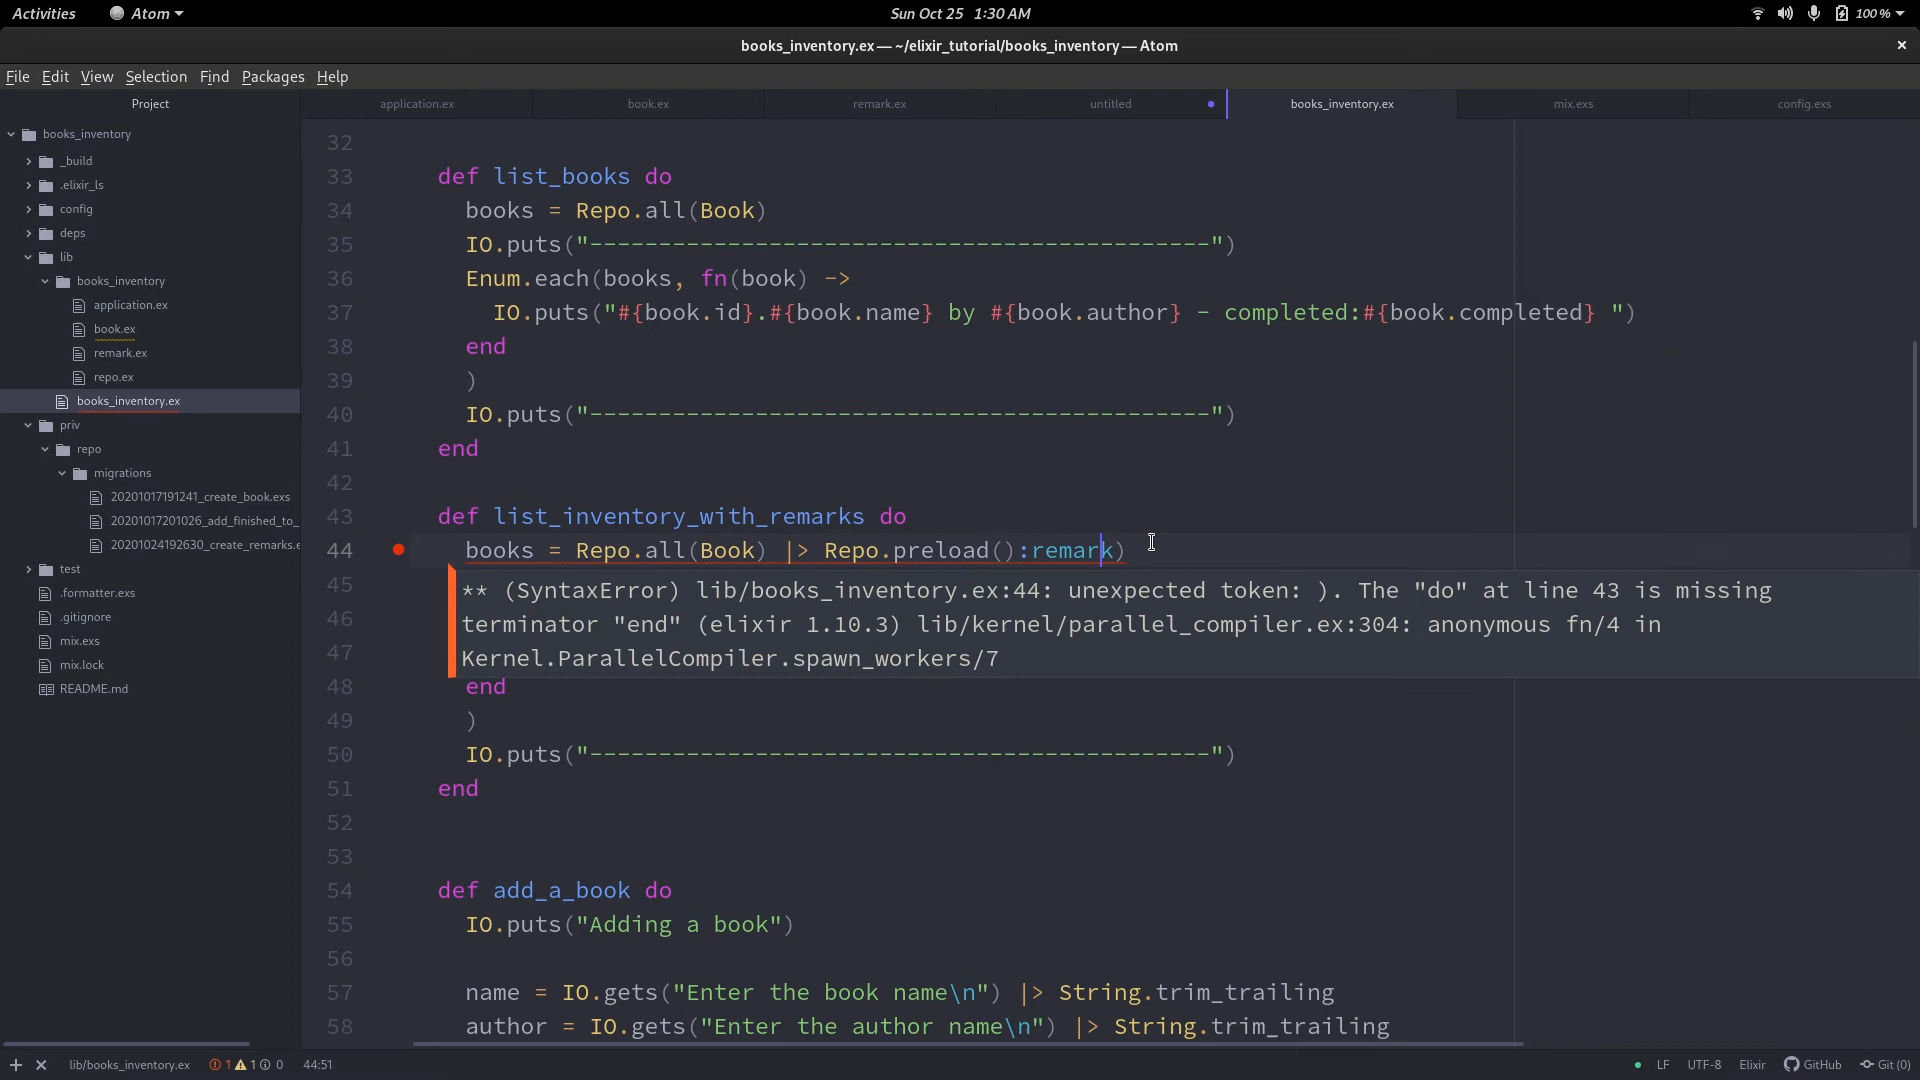 Activities Atom Sun Oct 25 1:30 AM 100 %
books_inventory.ex — ~/elixir_tutorial/books_inventory — Atom
File Edit View Selection Find Packages Help
Project
application.ex book.ex remark.ex untitled books_inventory.ex mix.exs config.exs
books_inventory
_build
.elixir_ls
config
deps
lib
books_inventory
application.ex
book.ex
remark.ex
repo.ex
books_inventory.ex
priv
repo
migrations
20201017191241_create_book.exs
20201017201026_add_finished_to_
20201024192630_create_remarks.e
test
.formatter.exs
.gitignore
mix.exs
mix.lock
README.md
32
33 def list_books do
34 books = Repo.all(Book)
35 IO.puts("---------------------------------------------")
36 Enum.each(books, fn(book) ->
37 IO.puts("#{book.id}.#{book.name} by #{book.author} - completed:#{book.completed} ")
38 end
39 )
40 IO.puts("---------------------------------------------")
41 end
42
43 def list_inventory_with_remarks do
44 books = Repo.all(Book) |> Repo.preload():remark)
45 ** (SyntaxError) lib/books_inventory.ex:44: unexpected token: ). The "do" at line 43 is missing
46 terminator "end" (elixir 1.10.3) lib/kernel/parallel_compiler.ex:304: anonymous fn/4 in
47 Kernel.ParallelCompiler.spawn_workers/7
48 end
49 )
50 IO.puts("---------------------------------------------")
51 end
52
53
54 def add_a_book do
55 IO.puts("Adding a book")
56
57 name = IO.gets("Enter the book name\n") |> String.trim_trailing
58 author = IO.gets("Enter the author name\n") |> String.trim_trailing
lib/books_inventory.ex 1 1 0 44:51 LF UTF-8 Elixir GitHub Git (0)